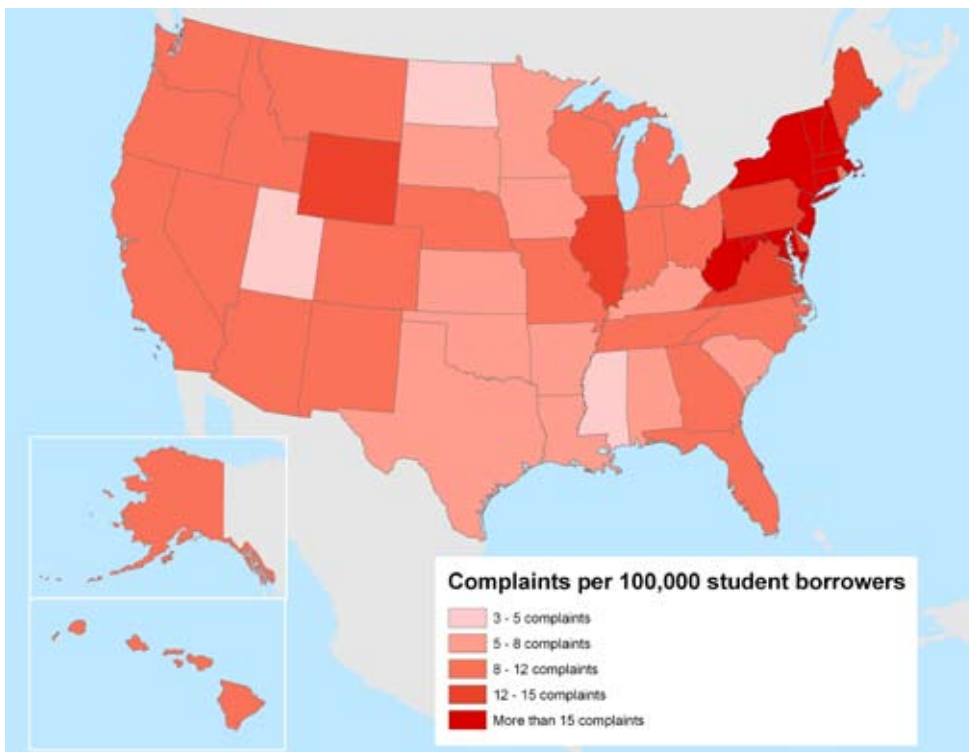 Complaints per 100,000 student borrowers
3 - 5 complaints
5 - 8 complaints
8 - 12 complaints
12 - 15 complaints
More than 15 complaints